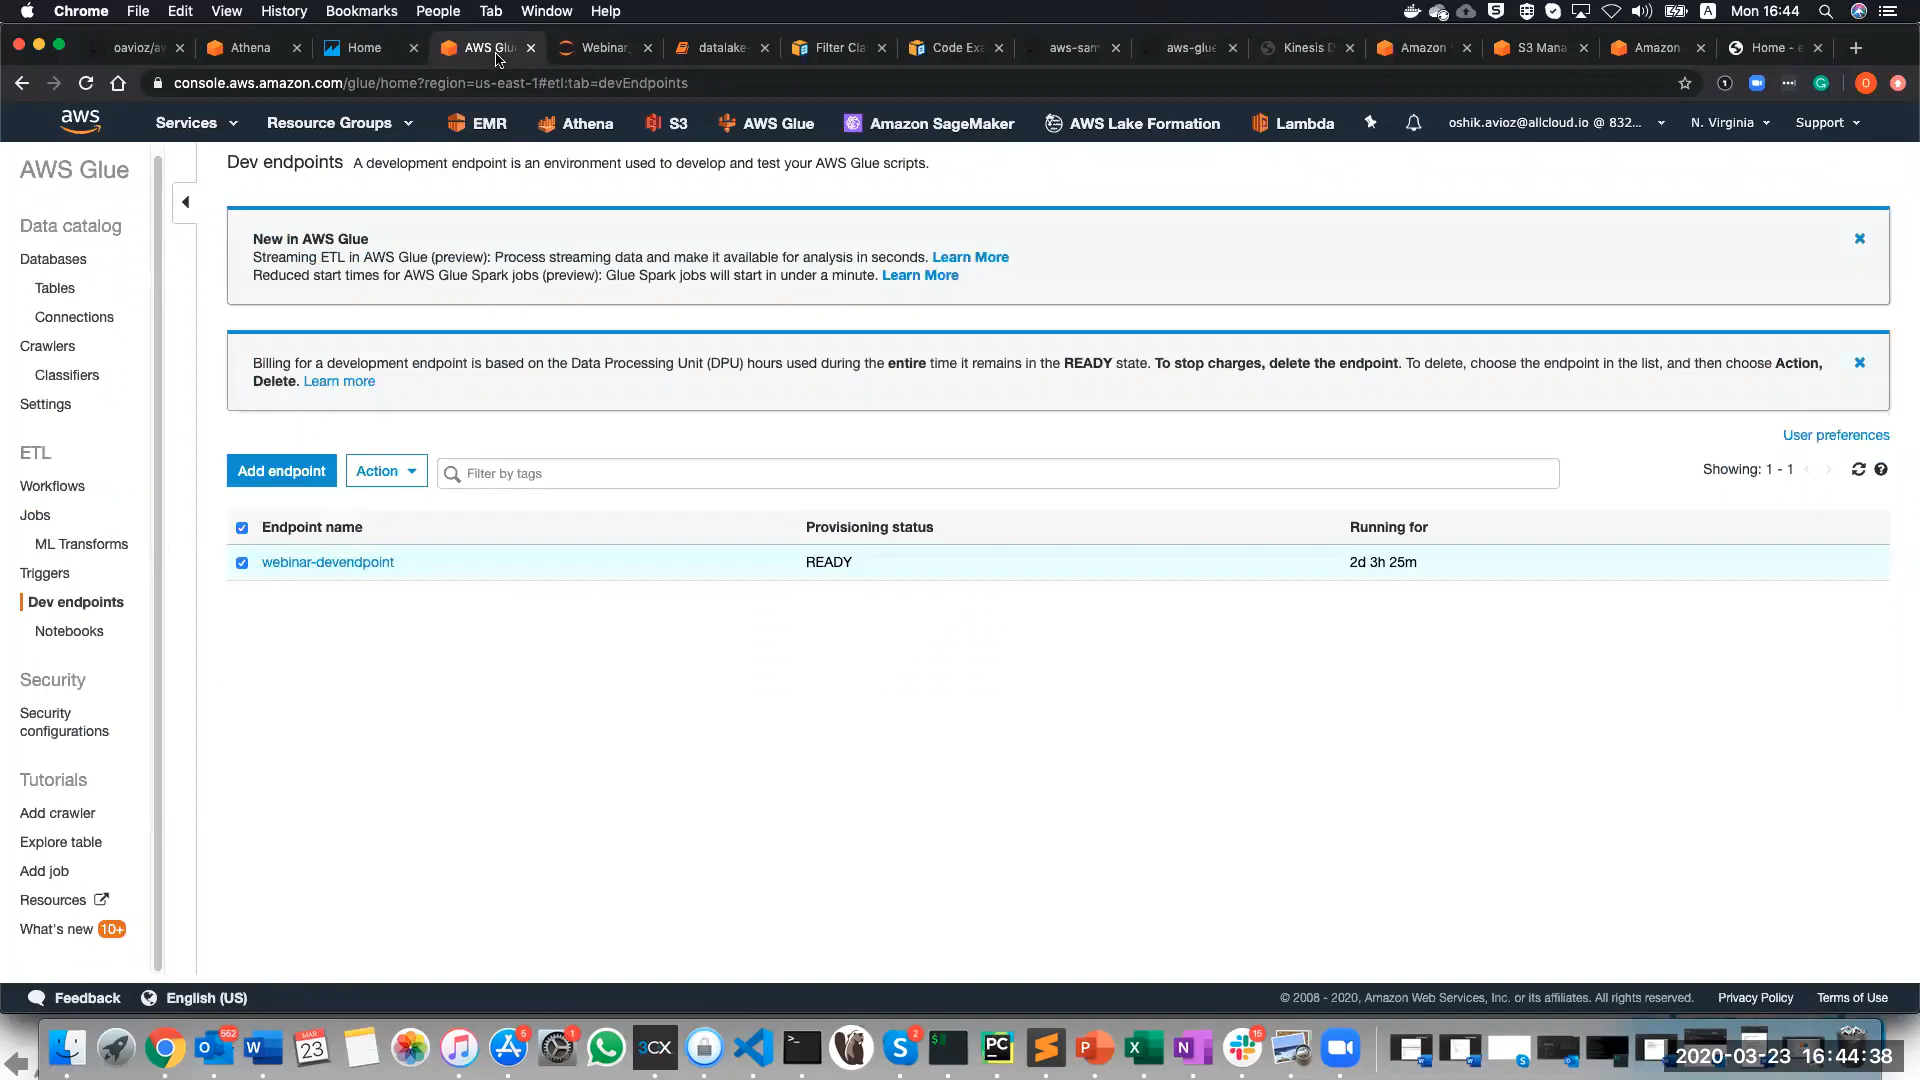 Chrome File Edit View History Bookmarks People Tab Window Help
A Mon 16:44
oavioz/aw
Athena
Home
AWS Glu
Webinar_
datalake-
Filter Cla
Code Exa
aws-sam
aws-glue
Kinesis D
Amazon
S3 Mana
Amazon
Home - e
console.aws.amazon.com/glue/home?region=us-east-1#etl:tab=devEndpoints
O
aws Services Resource Groups EMR Athena S3 AWS Glue Amazon SageMaker AWS Lake Formation Lambda oshik.avioz@allcloud.io @ 832... N. Virginia Support
AWS Glue
Data catalog
Databases
Tables
Connections
Crawlers
Classifiers
Settings
ETL
Workflows
Jobs
ML Transforms
Triggers
Dev endpoints
Notebooks
Security
Security
configurations
Tutorials
Add crawler
Explore table
Add job
Resources
What's new 10+
Dev endpoints A development endpoint is an environment used to develop and test your AWS Glue scripts.
New in AWS Glue
Streaming ETL in AWS Glue (preview): Process streaming data and make it available for analysis in seconds. Learn More
Reduced start times for AWS Glue Spark jobs (preview): Glue Spark jobs will start in under a minute. Learn More
Billing for a development endpoint is based on the Data Processing Unit (DPU) hours used during the entire time it remains in the READY state. To stop charges, delete the endpoint. To delete, choose the endpoint in the list, and then choose Action,
Delete. Learn more
User preferences
Add endpoint Action Filter by tags Showing: 1 - 1
Endpoint name Provisioning status Running for
webinar-devendpoint READY 2d 3h 25m
Feedback English (US) © 2008 - 2020, Amazon Web Services, Inc. or its affiliates. All rights reserved. Privacy Policy Terms of Use
552
MAR
23
5
1
3CX
2
PC
15
2020-03-23 16:44:38